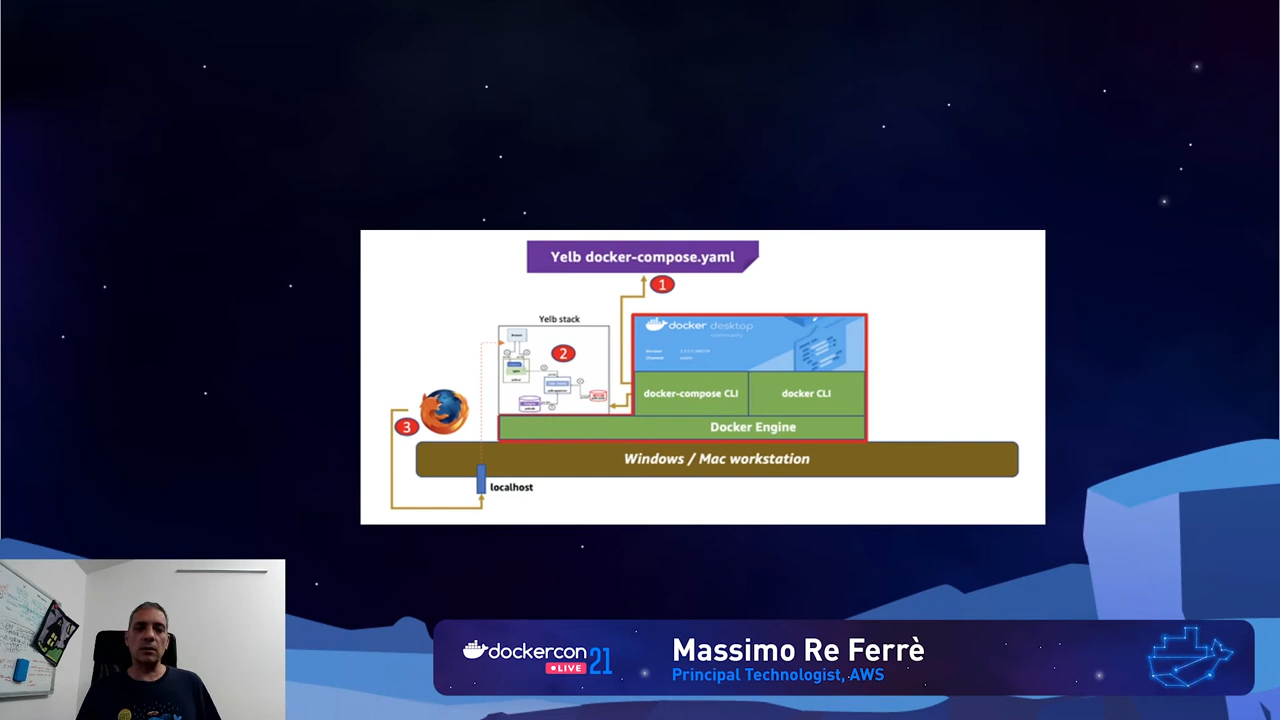 Yelb docker-compose.yaml
1
Yelb stack
docker desktop
community
2
docker-compose CLI
docker CLI
3
Docker Engine
Windows / Mac workstation
localhost
dockercon
LIVE 21
Massimo Re Ferrè
Principal Technologist, AWS